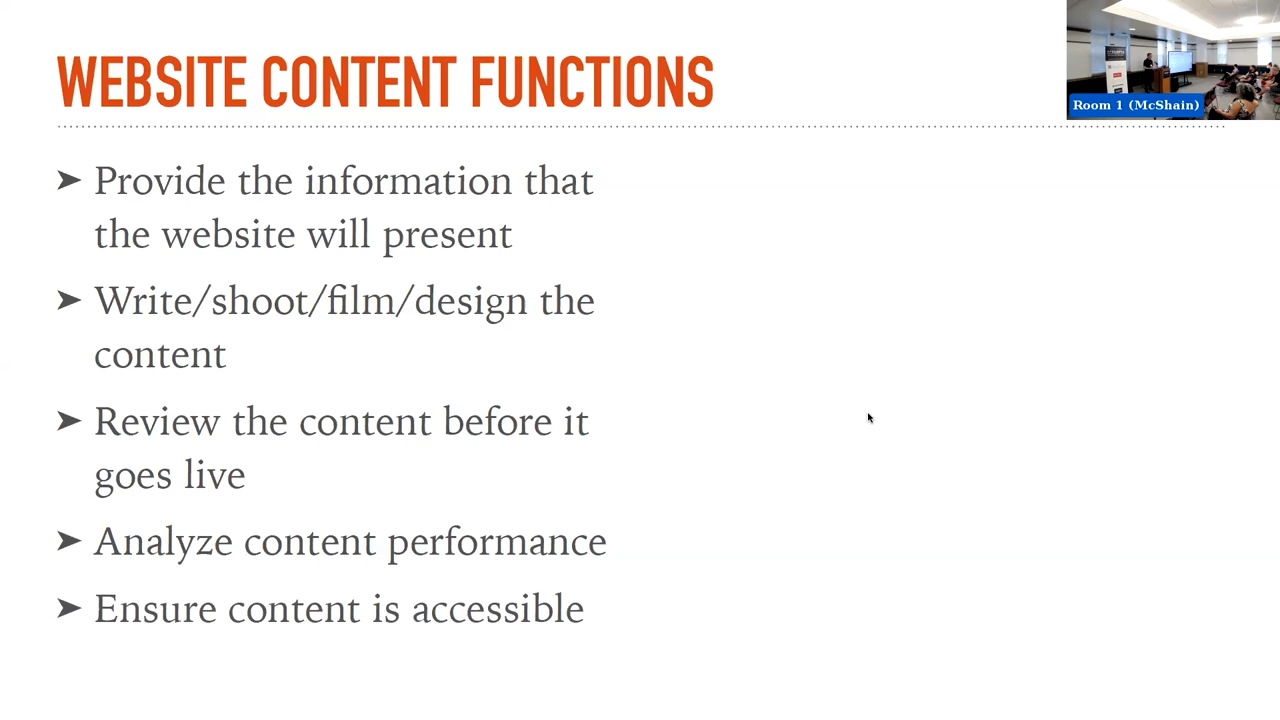 WEBSITE CONTENT FUNCTIONS
Room 1 (McShain)
➤ Provide the information that
the website will present
➤ Write/shoot/film/design the
content
➤ Review the content before it
goes live
➤ Analyze content performance
➤ Ensure content is accessible